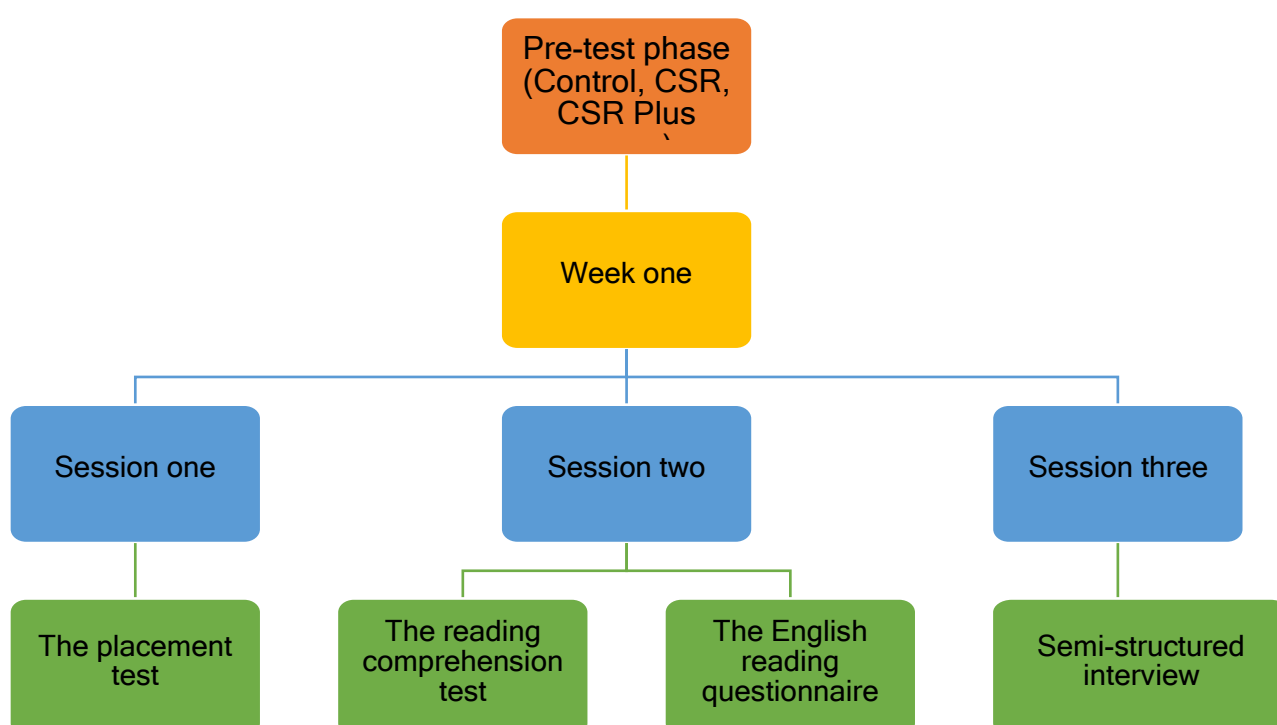 Pre-test phase
(Control, CSR,
CSR Plus
)
Week one
Session one
Session two
Session three
The placement
test
The reading
comprehension
test
The English
reading
questionnaire
Semi-structured
interview